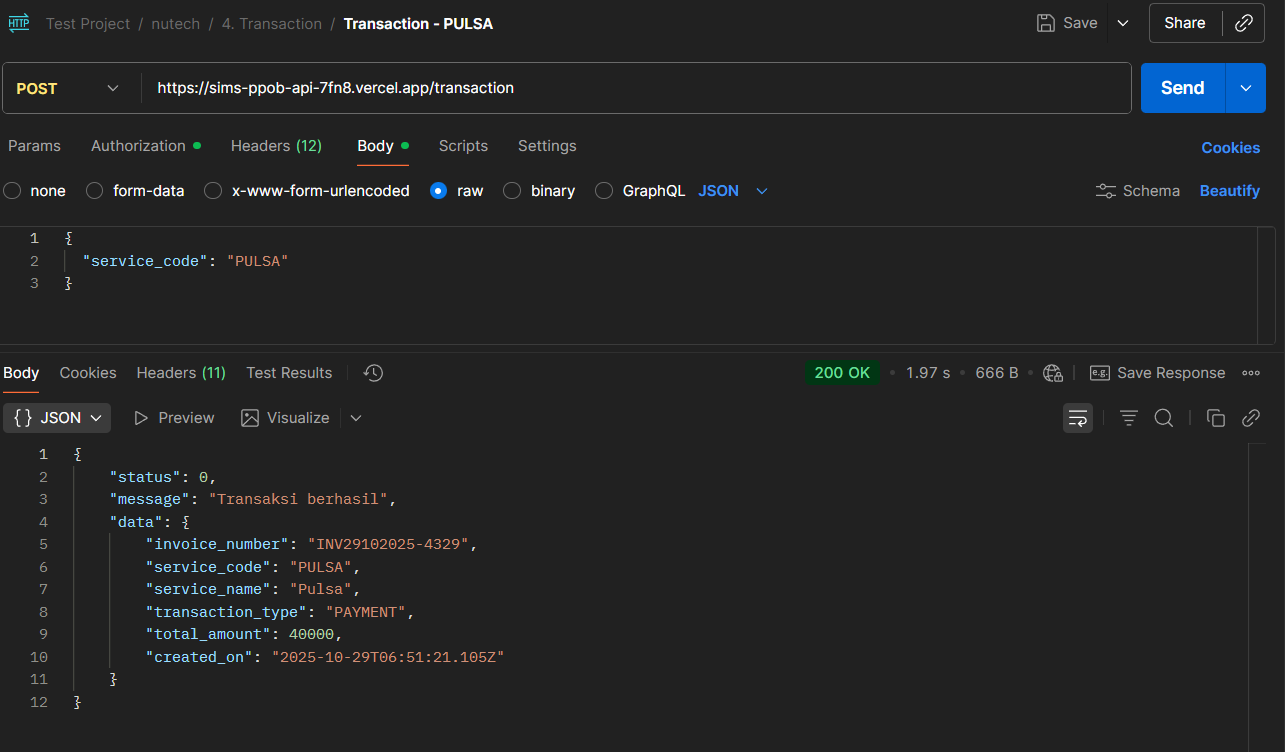 HTTP Test Project / nutech / 4. Transaction / Transaction - PULSA Save Share
POST https://sims-ppob-api-7fn8.vercel.app/transaction Send
Params Authorization Headers (12) Body Scripts Settings Cookies
none form-data x-www-form-urlencoded raw binary GraphQL JSON Schema Beautify
1 {
2 "service_code": "PULSA"
3 }
Body Cookies Headers (11) Test Results 200 OK • 1.97 s • 666 B • e.g. Save Response
{} JSON Preview Visualize
1 {
2 "status": 0,
3 "message": "Transaksi berhasil",
4 "data": {
5 "invoice_number": "INV29102025-4329",
6 "service_code": "PULSA",
7 "service_name": "Pulsa",
8 "transaction_type": "PAYMENT",
9 "total_amount": 40000,
10 "created_on": "2025-10-29T06:51:21.105Z"
11 }
12 }